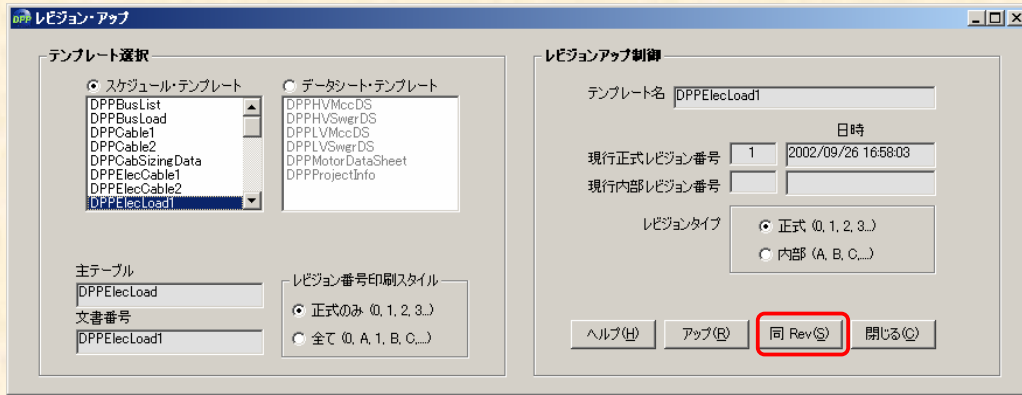 DPP レビジョン・アップ
テンプレート選択
スケジュール・テンプレート
DPPBusList
DPPBusLoad
DPPCable1
DPPCable2
DPPCabSizingData
DPPElecCable1
DPPElecCable2
DPPElecLoad1
データシート・テンプレート
DPPHVMccDS
DPPHVSwgrDS
DPPLVMccDS
DPPLVSwgrDS
DPPMotorDataSheet
DPPProjectInfo
主テーブル
DPPElecLoad
文書番号
DPPElecLoad1
レビジョン番号印刷スタイル
正式のみ (0, 1, 2, 3..)
全て (0, A, 1, B, C,...)
レビジョンアップ制御
テンプレート名 DPPElecLoad1
日時
現行正式レビジョン番号 1 2002/09/26 16:58:03
現行内部レビジョン番号
レビジョンタイプ
正式 (0, 1, 2, 3..)
内部 (A, B, C,...)
ヘルプ(H) アップ(R) 同 Rev(S) 閉じる(C)